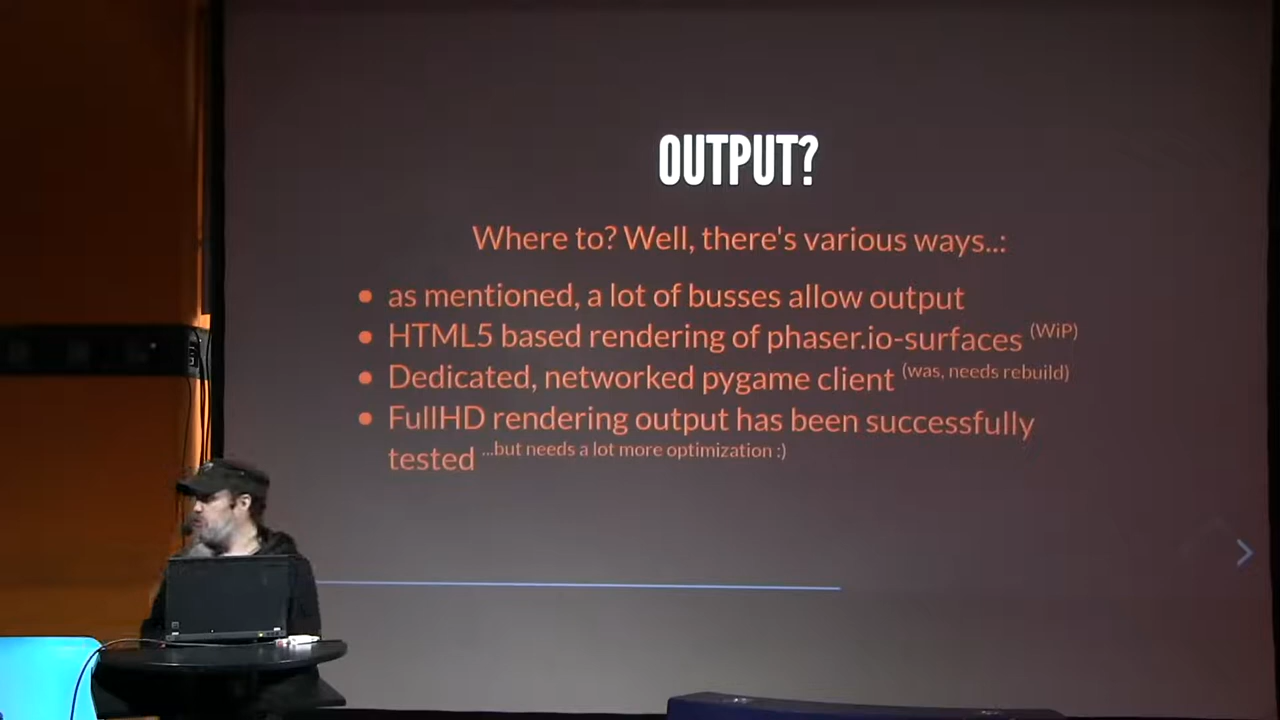 OUTPUT?
Where to? Well, there's various ways..:
as mentioned, a lot of busses allow output
HTML5 based rendering of phaser.io-surfaces (WiP)
Dedicated, networked pygame client (was, needs rebuild)
FullHD rendering output has been successfully
tested ...but needs a lot more optimization :)